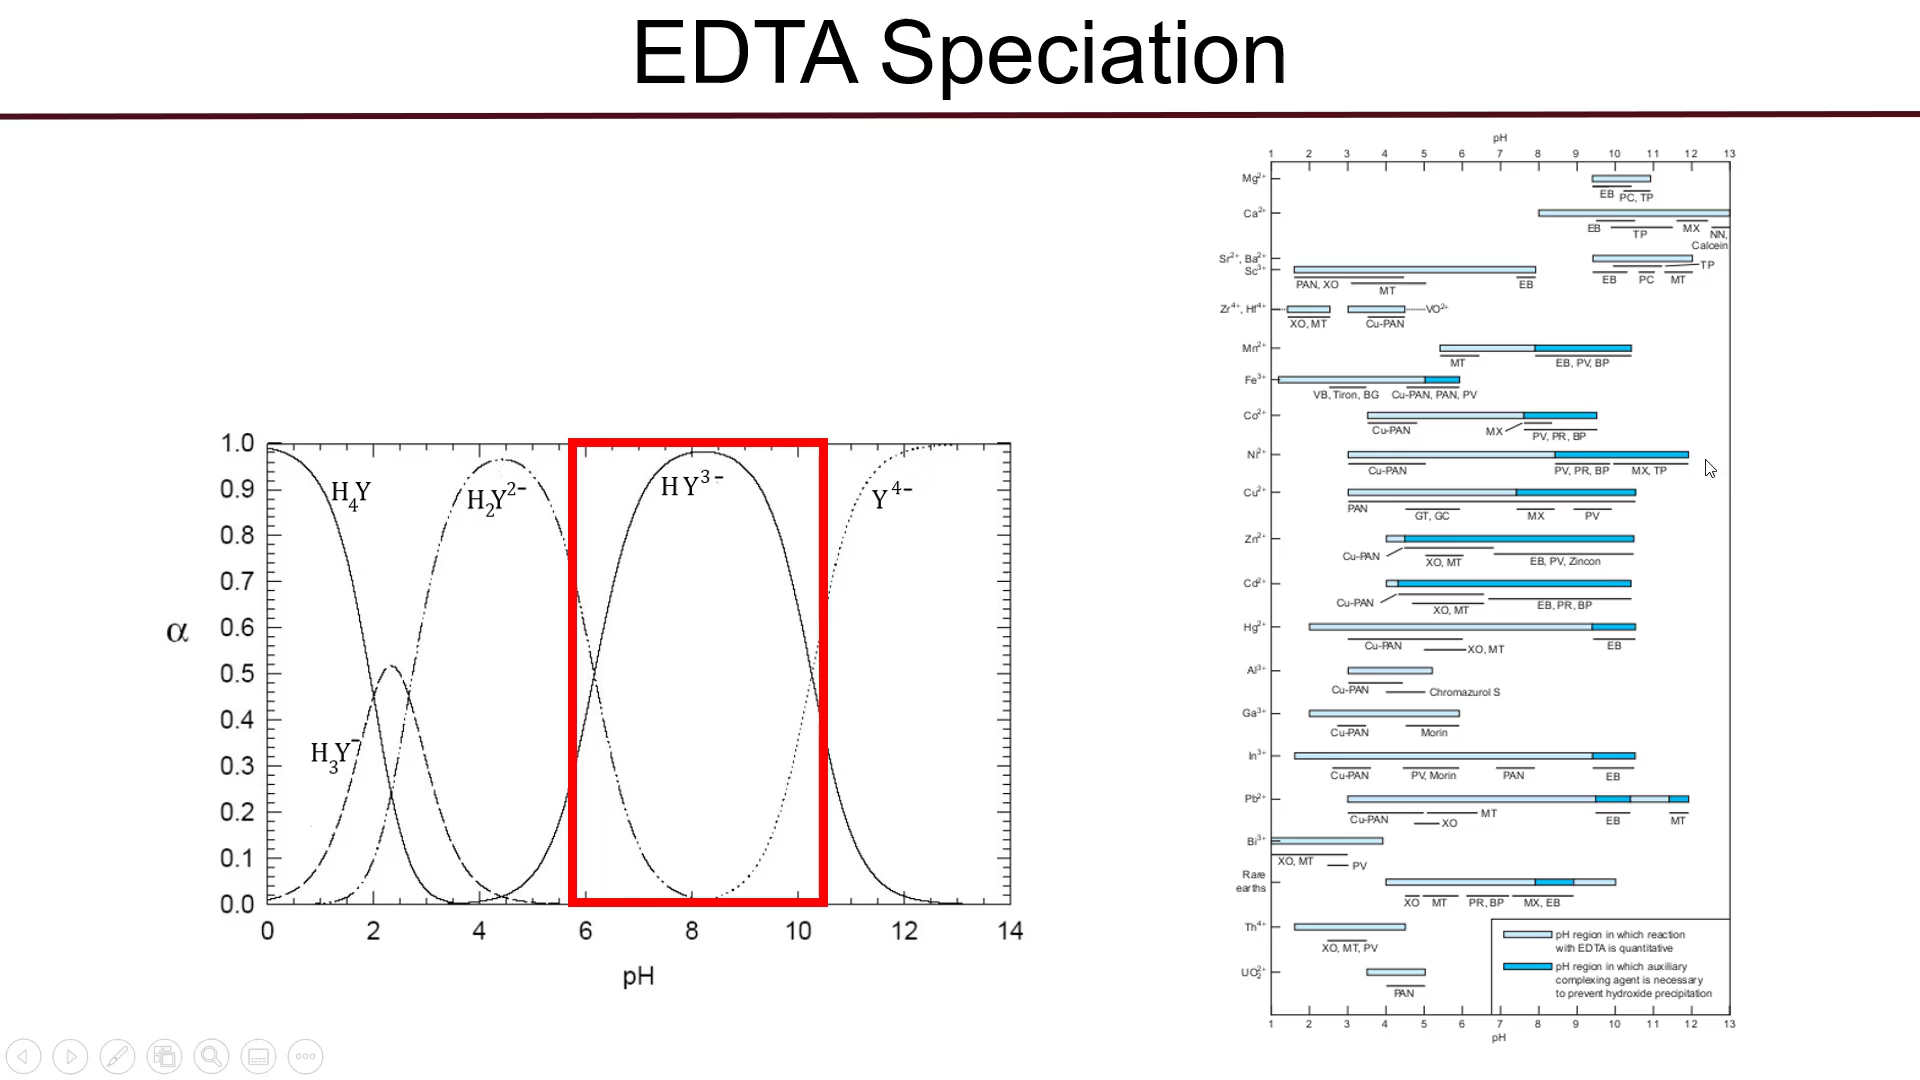 EDTA Speciation
1.0
0.9
0.8
0.7
0.6
0.5
0.4
0.3
0.2
0.1
0.0
α
H₄Y
H₂Y²⁻
HY³⁻
Y⁴⁻
H₃Y⁻
0 2 4 6 8 10 12 14
pH
pH
1 2 3 4 5 6 7 8 9 10 11 12 13
Mg²⁺
EB PC, TP
Ca²⁺
EB TP MX NN,
Calcein
Sr²⁺, Ba²⁺
TP
EB PC MT
Sc³⁺
PAN, XO MT EB
Zr⁴⁺, Hf⁴⁺ VO²⁺
XO, MT Cu-PAN
Mn²⁺
MT EB, PV, BP
Fe³⁺
VB, Tiron, BG Cu-PAN, PAN, PV
Co²⁺
Cu-PAN MX PV, PR, BP
Ni²⁺
Cu-PAN PV, PR, BP MX, TP
Cu²⁺
PAN GT, GC MX PV
Zn²⁺
Cu-PAN XO, MT EB, PV, Zincon
Cd²⁺
Cu-PAN XO, MT EB, PR, BP
Hg²⁺
Cu-PAN XO, MT EB
Al³⁺
Cu-PAN Chromazurol S
Ga³⁺
Cu-PAN Morin
In³⁺
Cu-PAN PV, Morin PAN EB
Pb²⁺
Cu-PAN XO MT EB MT
Bi³⁺
XO, MT PV
Rare
earths
XO MT PR, BP MX, EB
Th⁴⁺
XO, MT, PV
UO₂²⁺
PAN
pH region in which reaction
with EDTA is quantitative
pH region in which auxiliary
complexing agent is necessary
to prevent hydroxide precipitation
1 2 3 4 5 6 7 8 9 10 11 12 13
pH